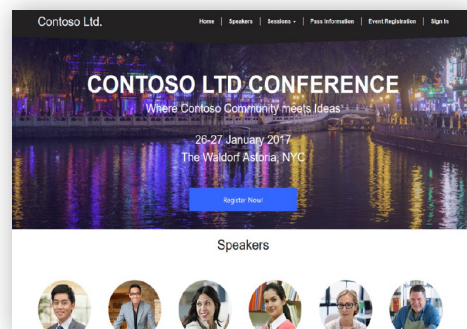 Contoso Ltd.
Home | Speakers | Sessions | Pass Information | Event Registration | Sign In
CONTOSO LTD CONFERENCE
Where Contoso Community meets Ideas
26-27 January 2017
The Waldorf Astoria, NYC
Register Now!
Speakers